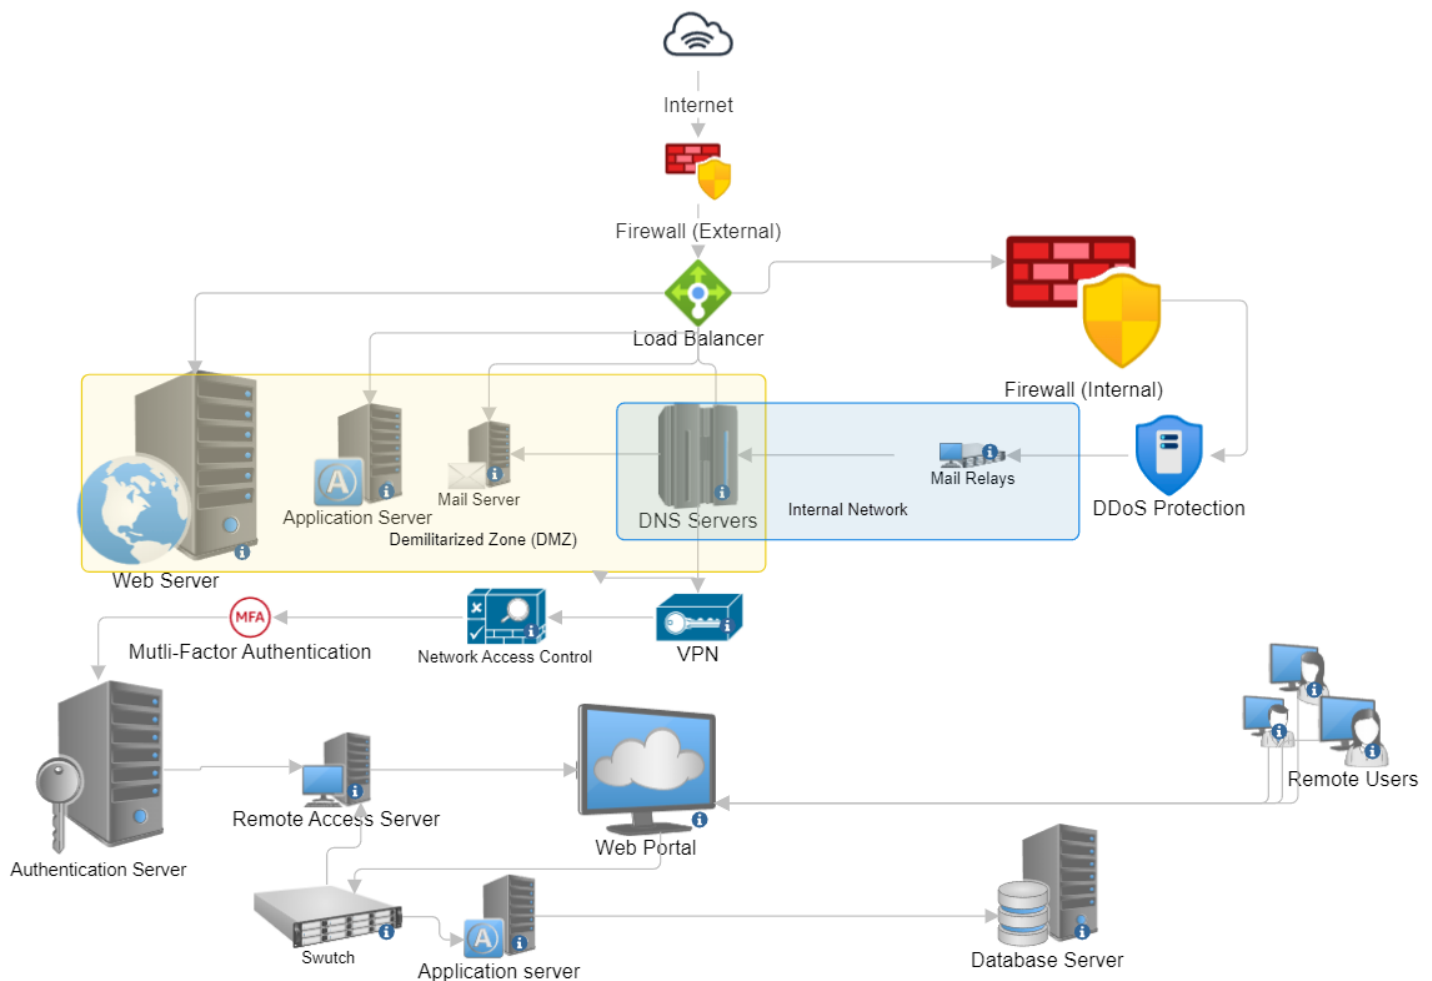 Internet
Firewall (External)
Load Balancer
Firewall (Internal)
Mail Relays
Mail Server
DDoS Protection
Internal Network
Application Server
DNS Servers
Demilitarized Zone (DMZ)
Web Server
MFA
Mutli-Factor Authentication
Network Access Control
VPN
Remote Users
Remote Access Server
Web Portal
Authentication Server
A
A
Swutch
Application server
Database Server